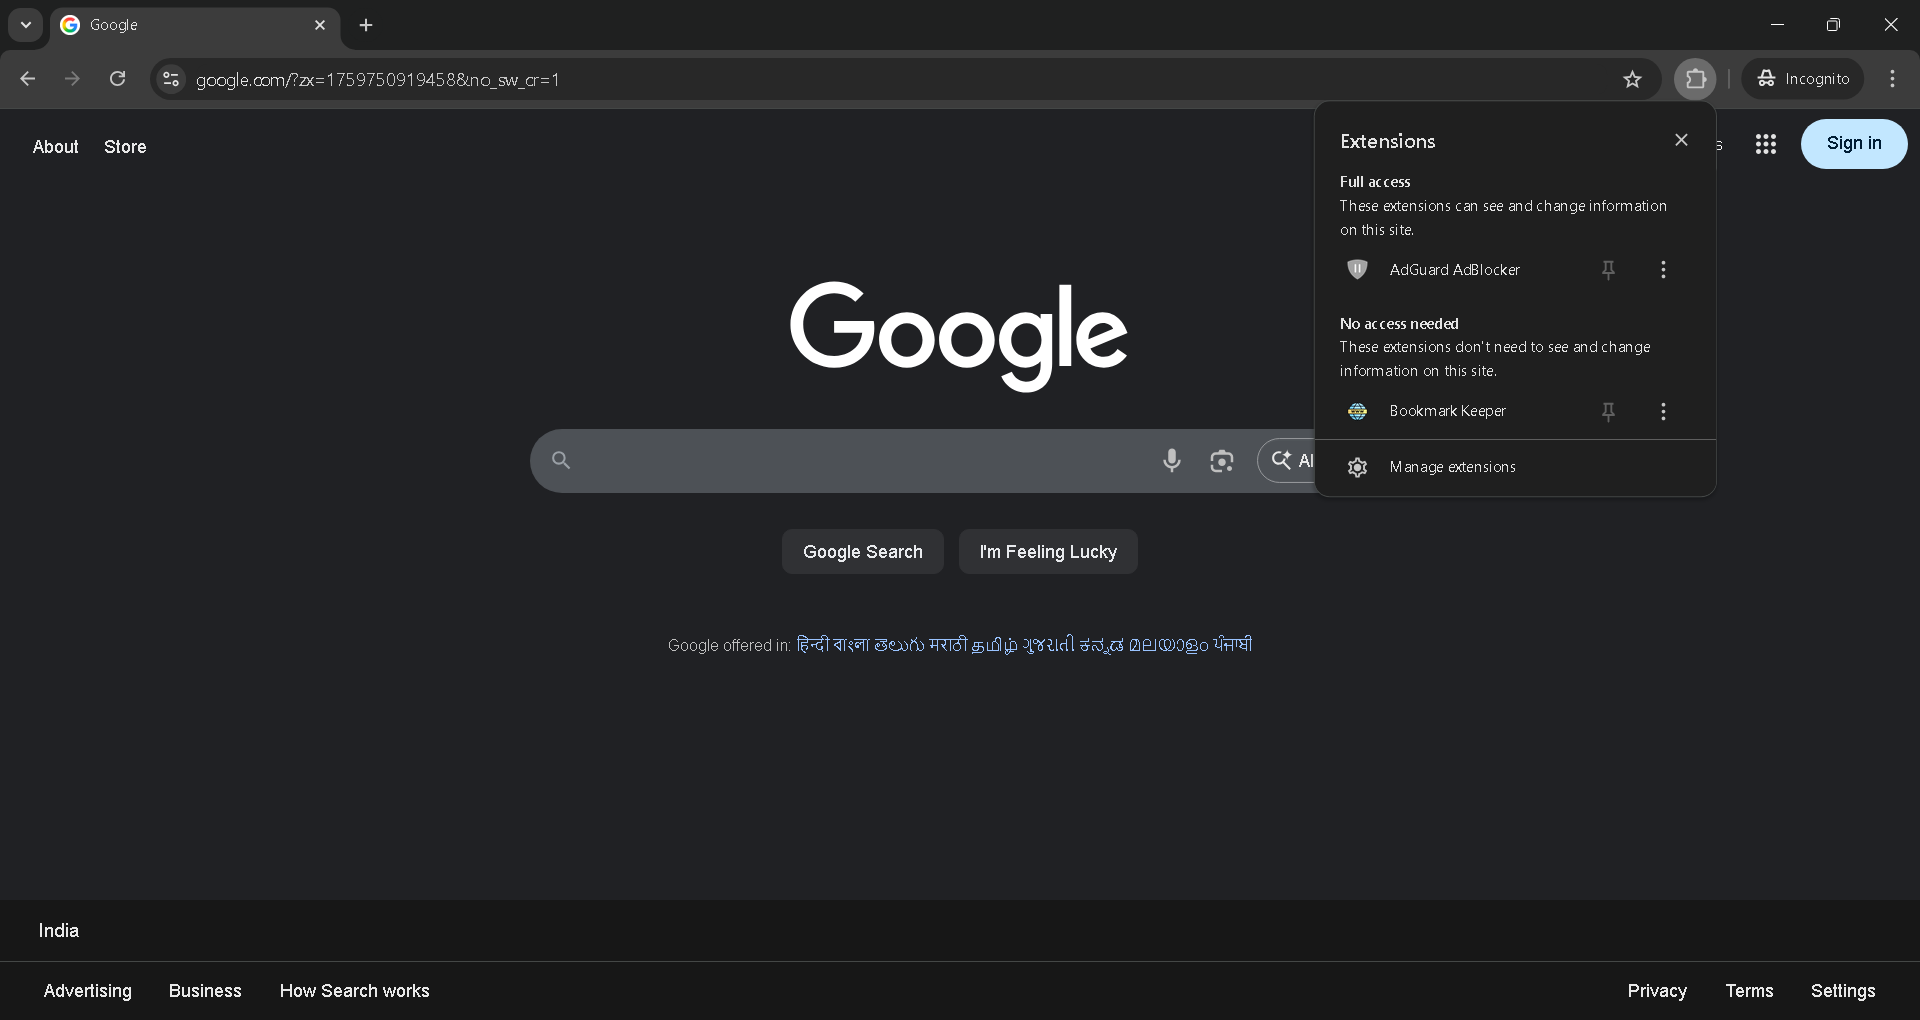 Google
google.com/?zx=1759750919458&no_sw_cr=1
Incognito
About
Store
Sign in
Extensions
Full access
These extensions can see and change information
on this site.
AdGuard AdBlocker
No access needed
These extensions don't need to see and change
information on this site.
Bookmark Keeper
Manage extensions
Google
AI
Google Search
I'm Feeling Lucky
Google offered in: हिन्दी বাংলা తెలుగు मराठी தமிழ் ગુજરાતી ಕನ್ನಡ മലയാളം ਪੰਜਾਬੀ
India
Advertising
Business
How Search works
Privacy
Terms
Settings